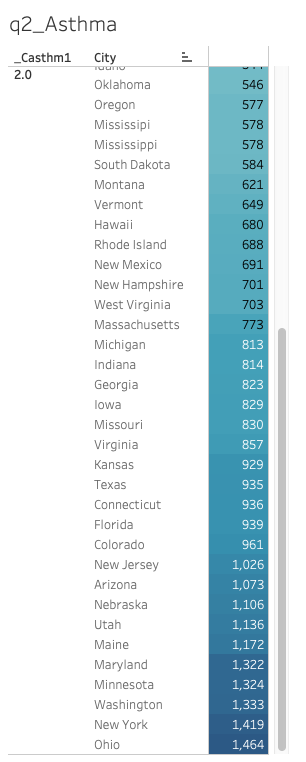 q2_Asthma
_Casthm1 City
2.0
Oklahoma 546
Oregon 577
Mississipi 578
Mississippi 578
South Dakota 584
Montana 621
Vermont 649
Hawaii 680
Rhode Island 688
New Mexico 691
New Hampshire 701
West Virginia 703
Massachusetts 773
Michigan 813
Indiana 814
Georgia 823
Iowa 829
Missouri 830
Virginia 857
Kansas 929
Texas 935
Connecticut 936
Florida 939
Colorado 961
New Jersey 1,026
Arizona 1,073
Nebraska 1,106
Utah 1,136
Maine 1,172
Maryland 1,322
Minnesota 1,324
Washington 1,333
New York 1,419
Ohio 1,464